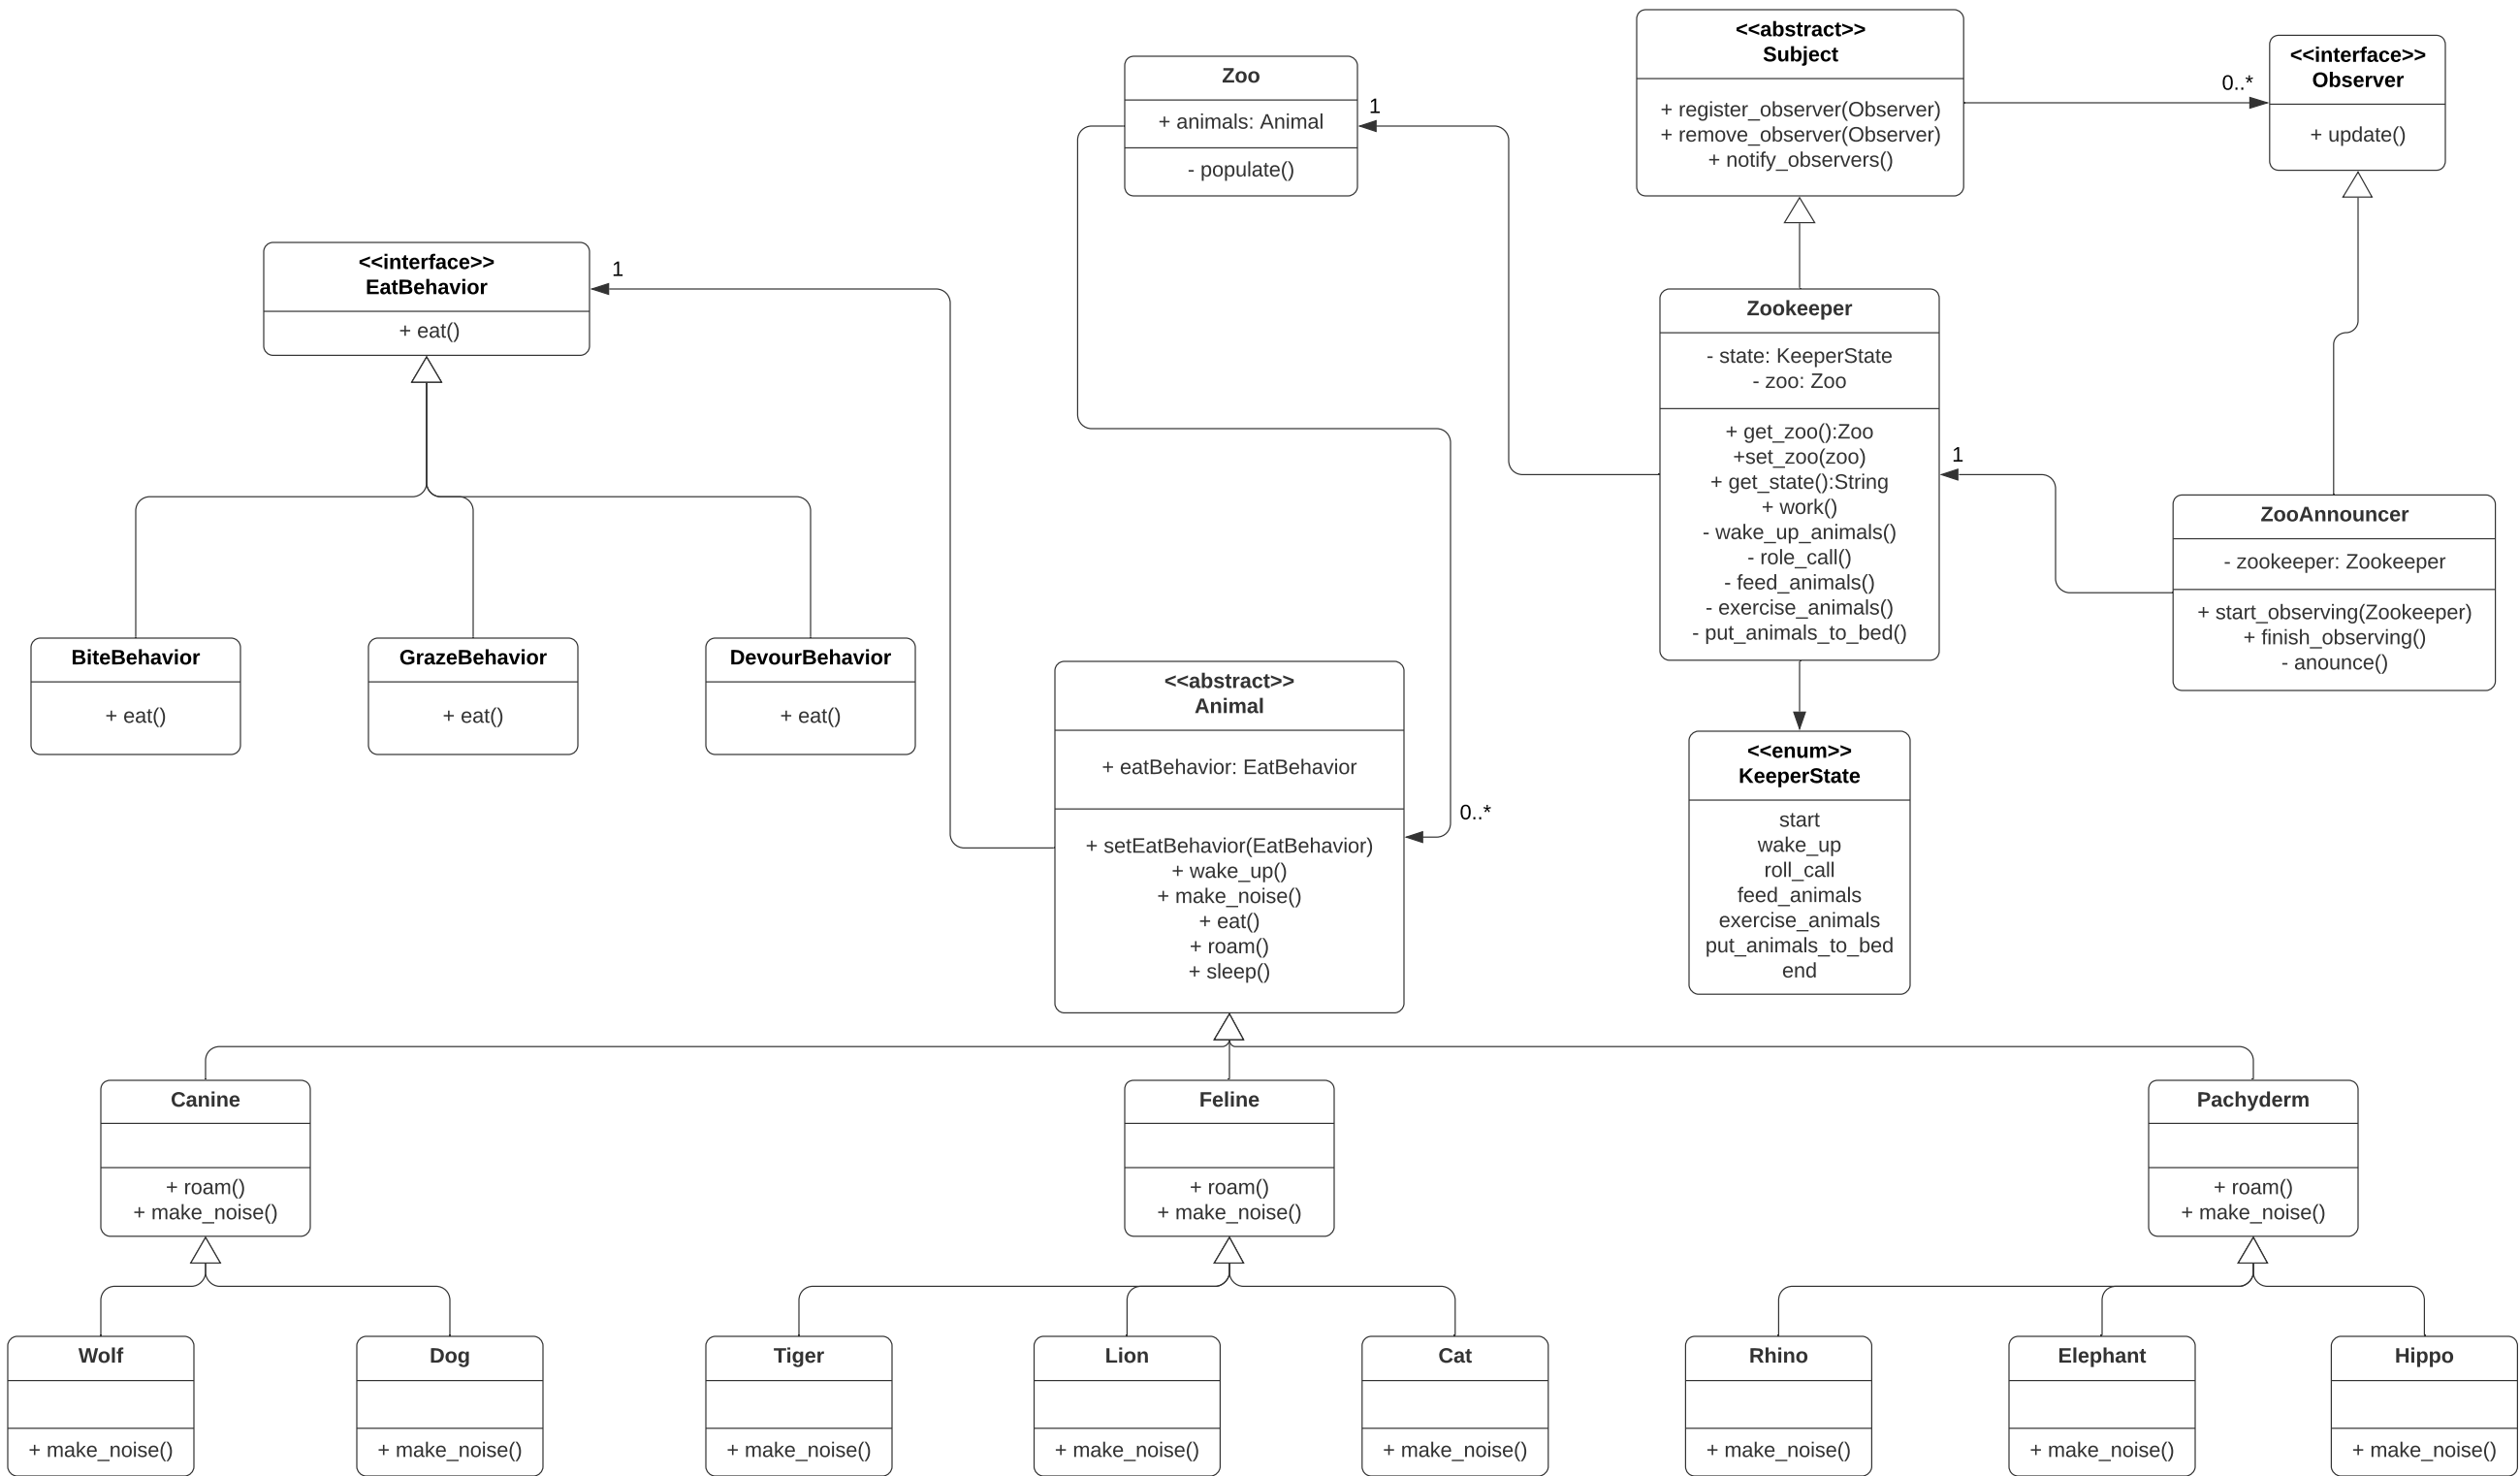 <<abstract>>
Subject
+ register_observer(Observer)
+ remove_observer(Observer)
+ notify_observers()
0..*
<<interface>>
Observer
+ update()
Zoo
+ animals: Animal
- populate()
1
<<interface>>
EatBehavior
+ eat()
1
Zookeeper
- state: KeeperState
- zoo: Zoo
+ get_zoo():Zoo
+set_zoo(zoo)
+ get_state():String
+ work()
- wake_up_animals()
- role_call()
- feed_animals()
- exercise_animals()
- put_animals_to_bed()
1
ZooAnnouncer
- zookeeper: Zookeeper
+ start_observing(Zookeeper)
+ finish_observing()
- anounce()
BiteBehavior
+ eat()
GrazeBehavior
+ eat()
DevourBehavior
+ eat()
<<abstract>>
Animal
+ eatBehavior: EatBehavior
+ setEatBehavior(EatBehavior)
+ wake_up()
+ make_noise()
+ eat()
+ roam()
+ sleep()
0..*
<<enum>>
KeeperState
start
wake_up
roll_call
feed_animals
exercise_animals
put_animals_to_bed
end
Canine
+ roam()
+ make_noise()
Feline
+ roam()
+ make_noise()
Pachyderm
+ roam()
+ make_noise()
Wolf
+ make_noise()
Dog
+ make_noise()
Tiger
+ make_noise()
Lion
+ make_noise()
Cat
+ make_noise()
Rhino
+ make_noise()
Elephant
+ make_noise()
Hippo
+ make_noise()